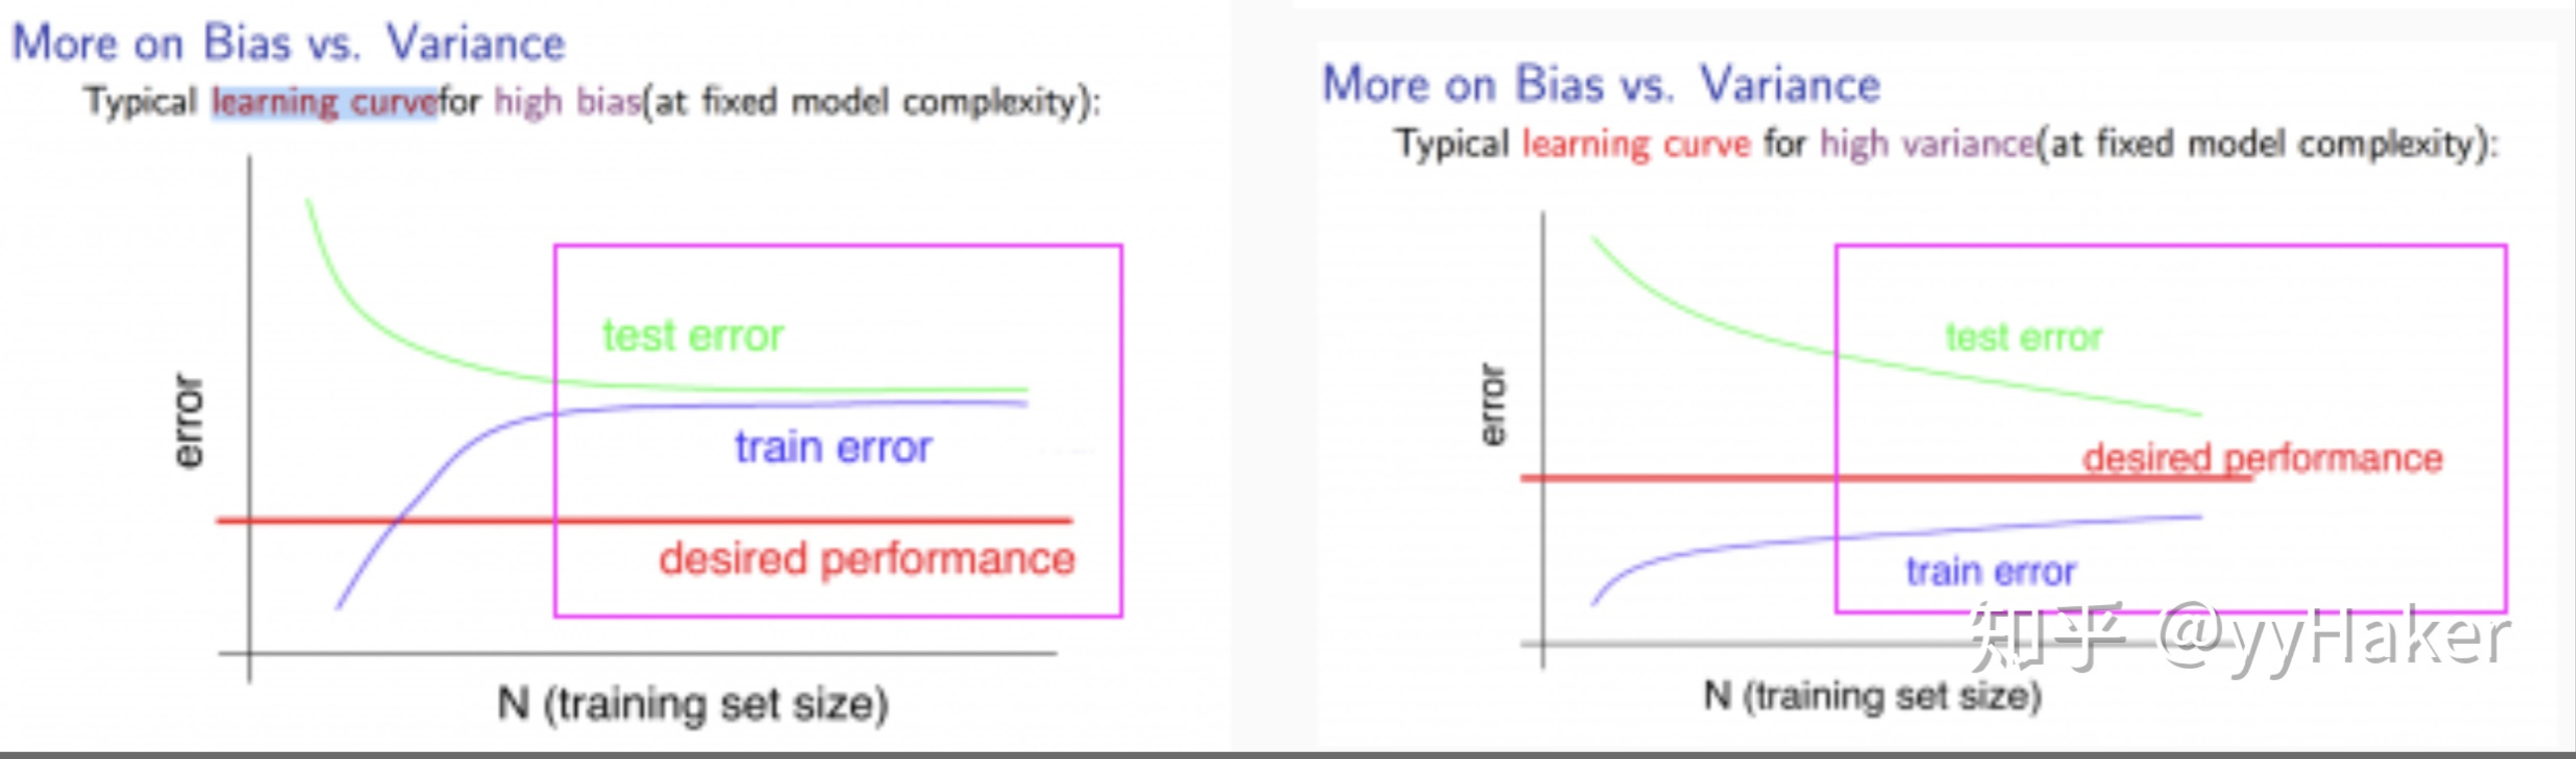 More on Bias vs. Variance
Typical learning curve for high bias(at fixed model complexity):
error
test error
train error
desired performance
N (training set size)
More on Bias vs. Variance
Typical learning curve for high variance(at fixed model complexity):
error
test error
desired performance
train error
N (training set size)
知乎 @yyHaker